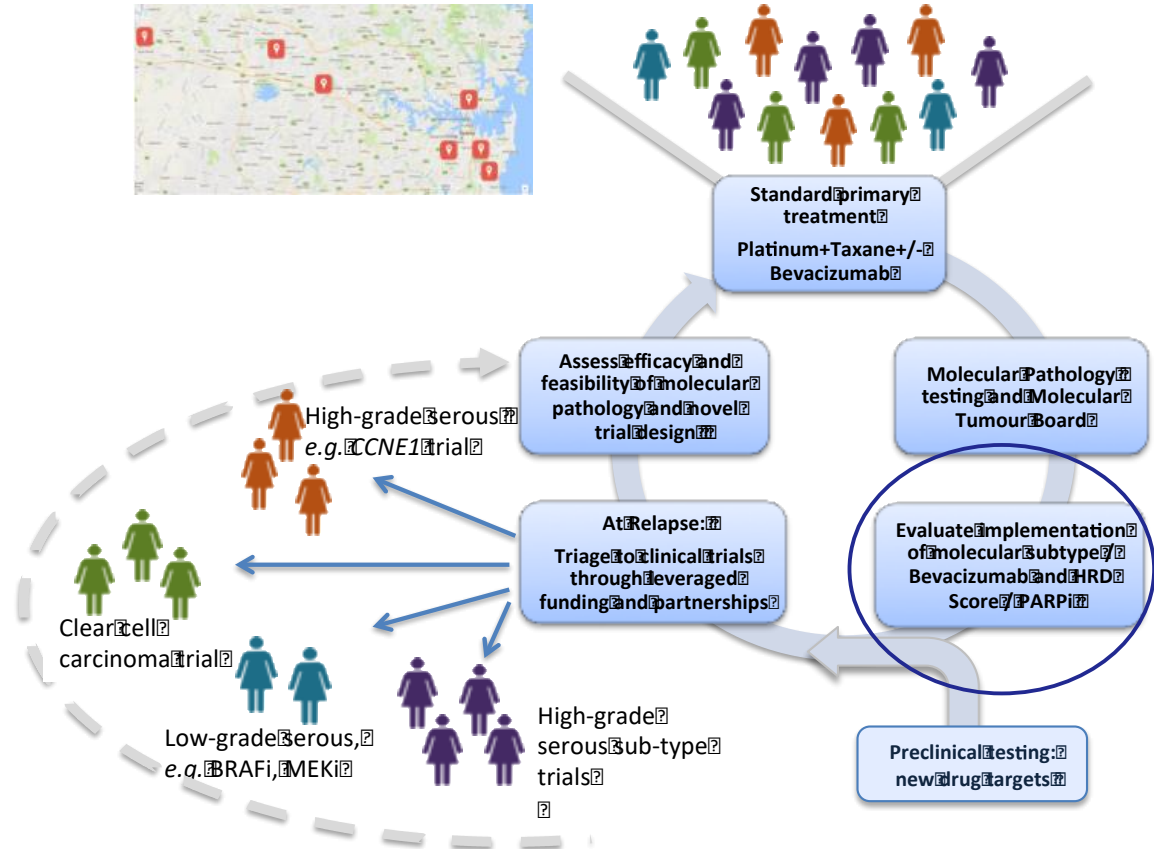 Standard primary
treatment
Platinum+Taxane+/-
Bevacizumab
Assess efficacy and
feasibility of molecular
pathology and novel
trial design
Molecular Pathology
testing and Molecular
Tumour Board
High-grade serous
e.g. CCNE1 trial
At Relapse:
Triage to clinical trials
through leveraged
funding and partnerships
Evaluate implementation
of molecular subtype /
Bevacizumab and HRD
Score / PARPi
Clear cell
carcinoma trial
Low-grade serous,
e.g. BRAFi, MEKi
High-grade
serous sub-type
trials
Preclinical testing:
new drug targets